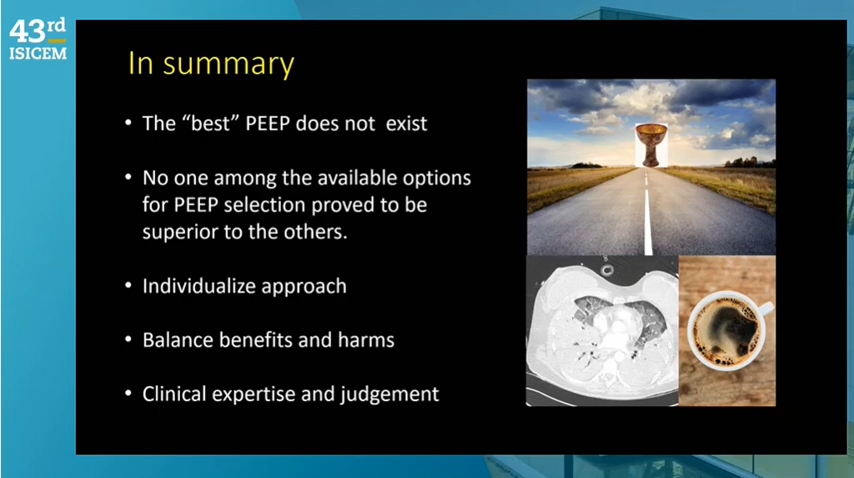 43rd
ISICEM
In summary
• The “best” PEEP does not  exist
• No one among the available options
for PEEP selection proved to be
superior to the others.
• Individualize approach
• Balance benefits and harms
• Clinical expertise and judgement